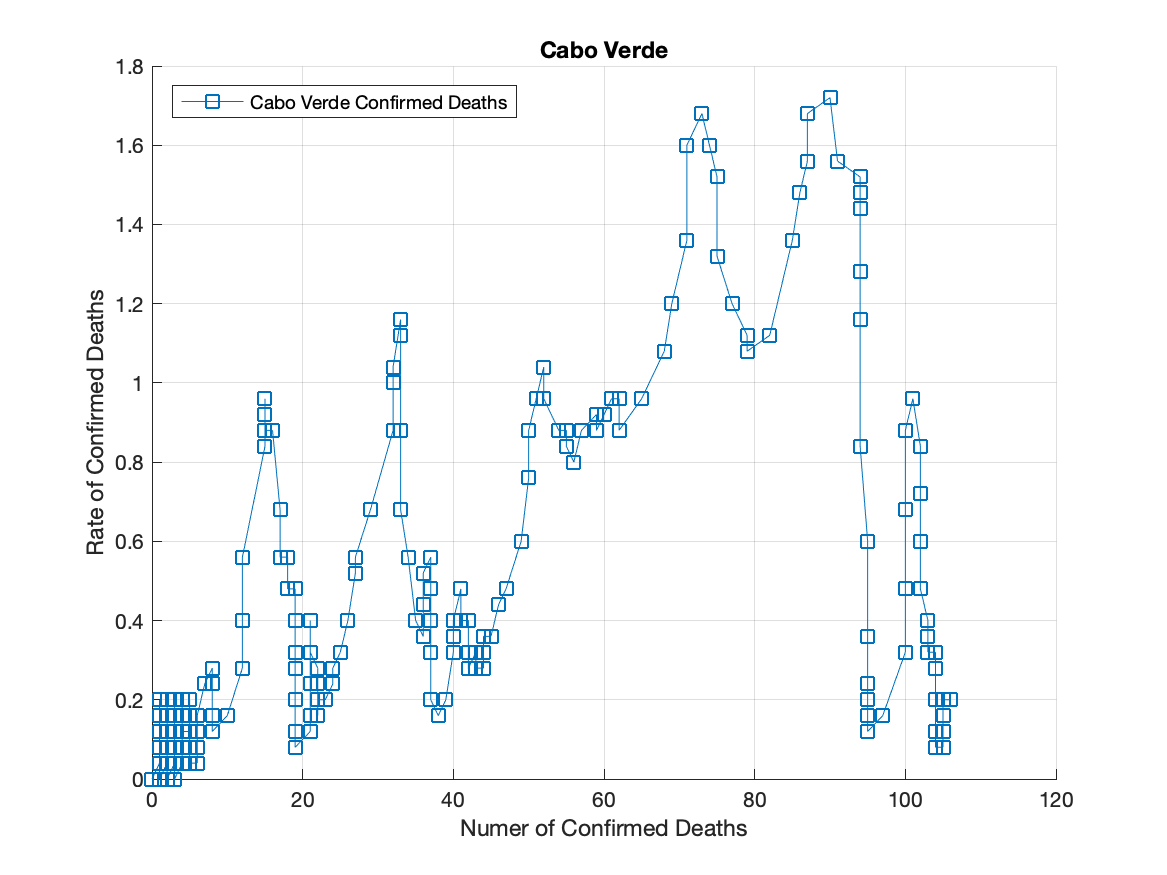 Cabo Verde
Cabo Verde Confirmed Deaths
Rate of Confirmed Deaths
1.8
1.6
1.4
1.2
1
0.8
0.6
0.4
0.2
0
0 20 40 60 80 100 120
Numer of Confirmed Deaths